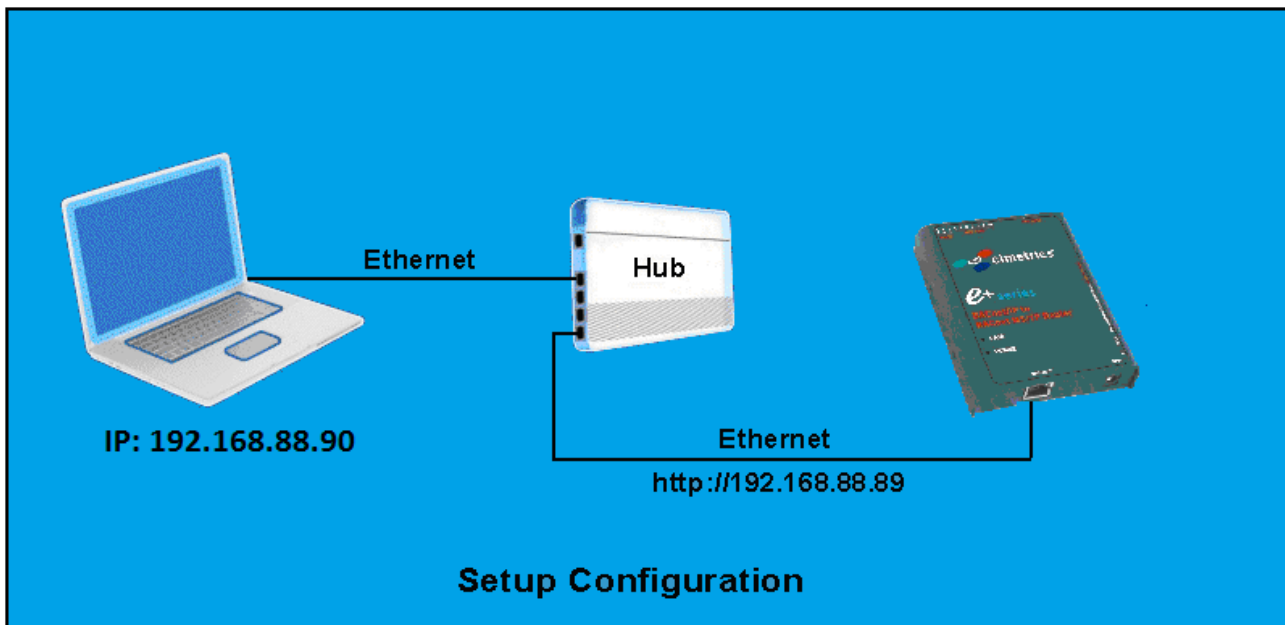 Ethernet
Hub
cimetrics
e+ series
IP: 192.168.88.90
Ethernet
http://192.168.88.89
Setup Configuration